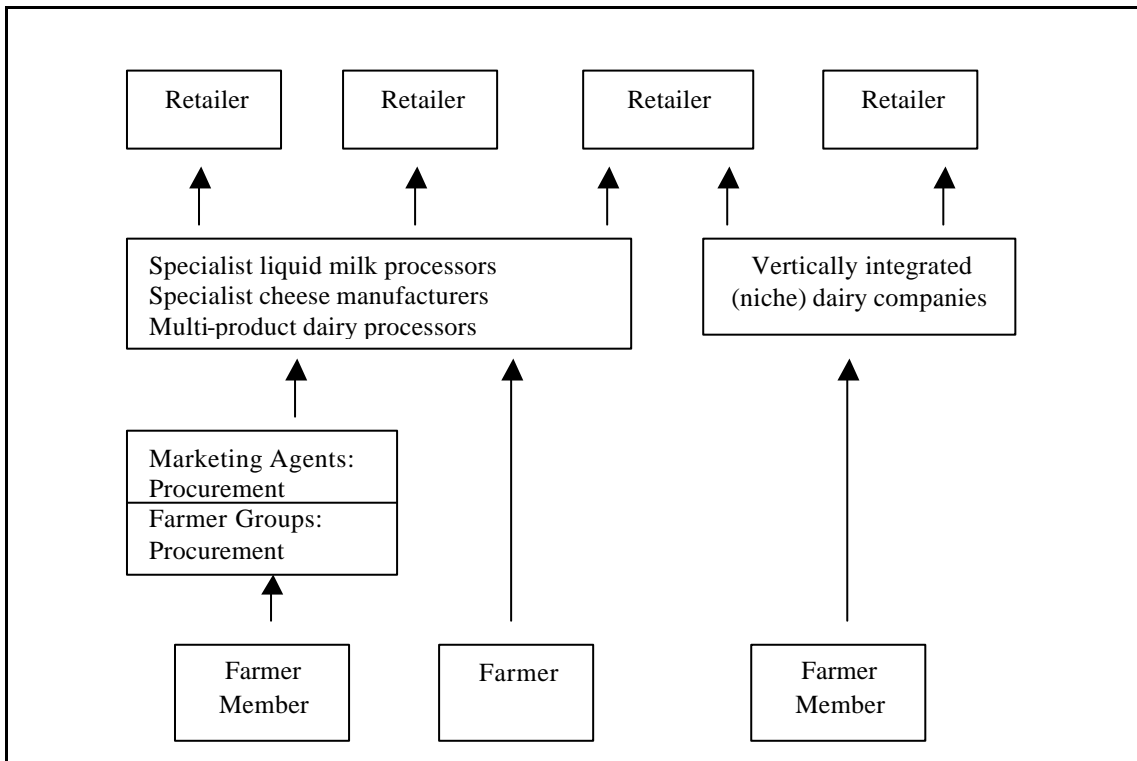 Retailer
Retailer
Retailer
Retailer
Specialist liquid milk processors
Specialist cheese manufacturers
Multi-product dairy processors
Vertically integrated
(niche) dairy companies
Marketing Agents:
Procurement
Farmer Groups:
Procurement
Farmer
Member
Farmer
Farmer
Member